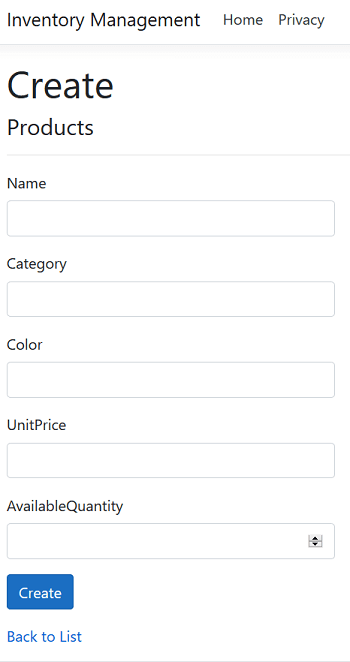 Inventory Management Home Privacy
Create
Products
Name
Category
Color
UnitPrice
AvailableQuantity
Create
Back to List